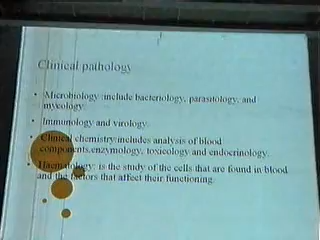 Clinical pathology
• Microbiology :include bacteriology, parasitology, and
mycology.
• Immunology and virology.
• Clinical chemistry:includes analysis of blood
components,enzymology, toxicology and endocrinology.
• Haematology: is the study of the cells that are found in blood
and the factors that affect their functioning.